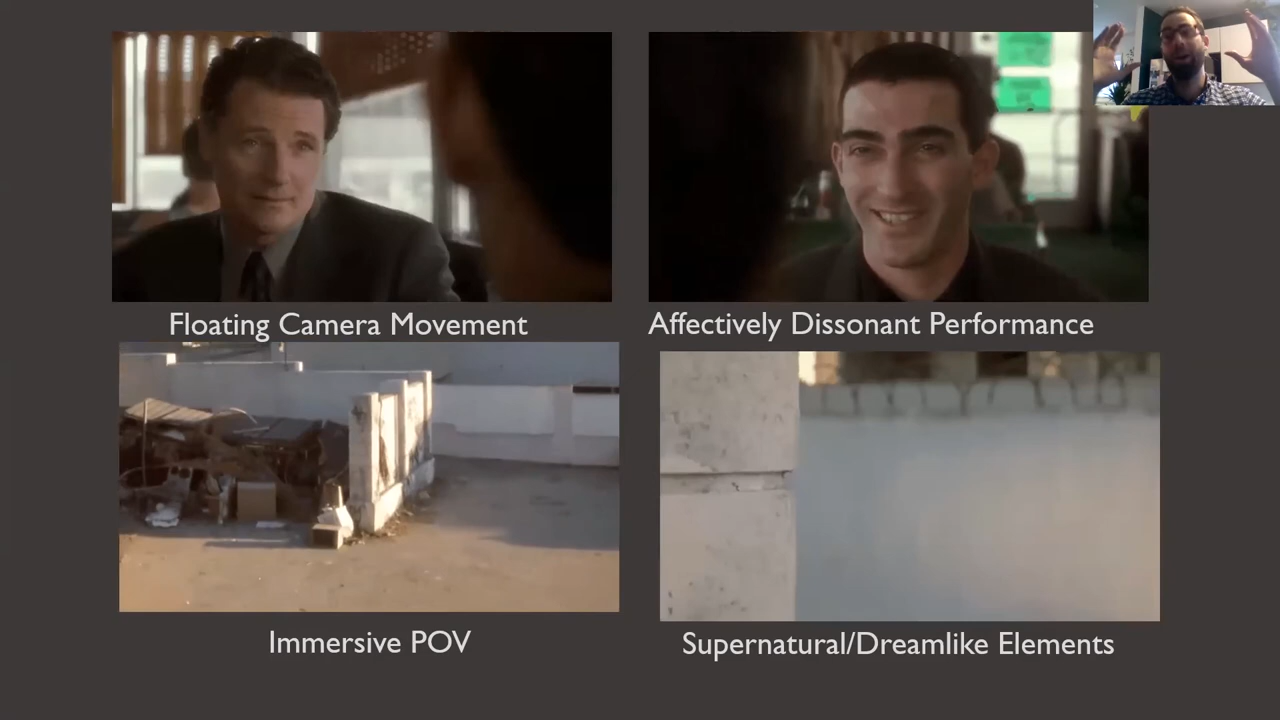 Floating Camera Movement
Affectively Dissonant Performance
Immersive POV
Supernatural/Dreamlike Elements